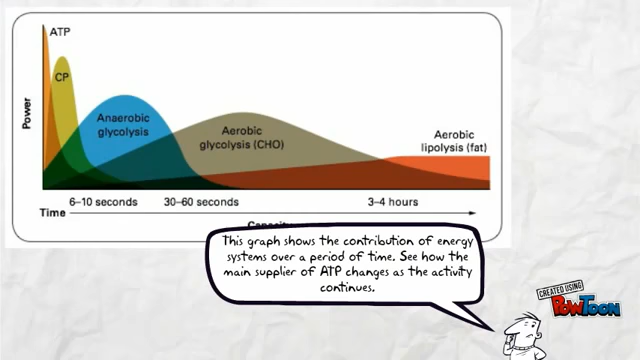 ATP
CP
Power
Anaerobic
glycolysis
Aerobic
glycolysis (CHO)
Aerobic
lipolysis (fat)
6–10 seconds
30–60 seconds
3–4 hours
Time
This graph shows the contribution of energy
systems over a period of time. See how the
main supplier of ATP changes as the activity
continues.
CREATED USING
POWTOON